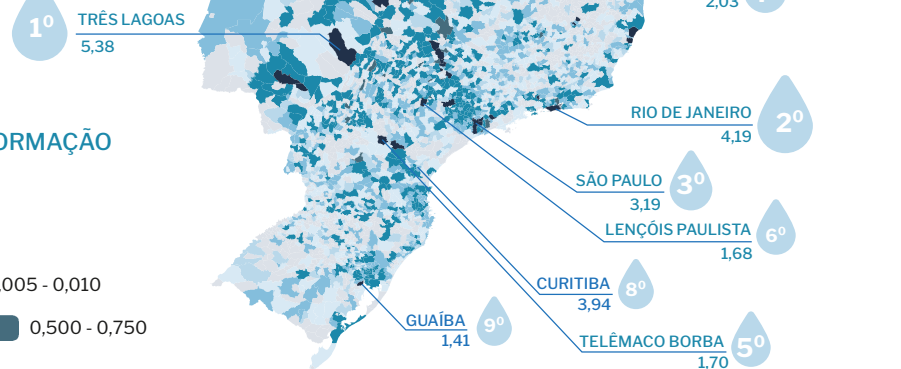 2,03
1º
TRÊS LAGOAS
5,38
RIO DE JANEIRO
4,19
2º
ORMAÇÃO
SÃO PAULO
3,19
3º
LENÇÓIS PAULISTA
1,68
6º
,005 - 0,010
CURITIBA
3,94
8º
0,500 - 0,750
GUAÍBA
1,41
9º
TELÊMACO BORBA
1,70
5º